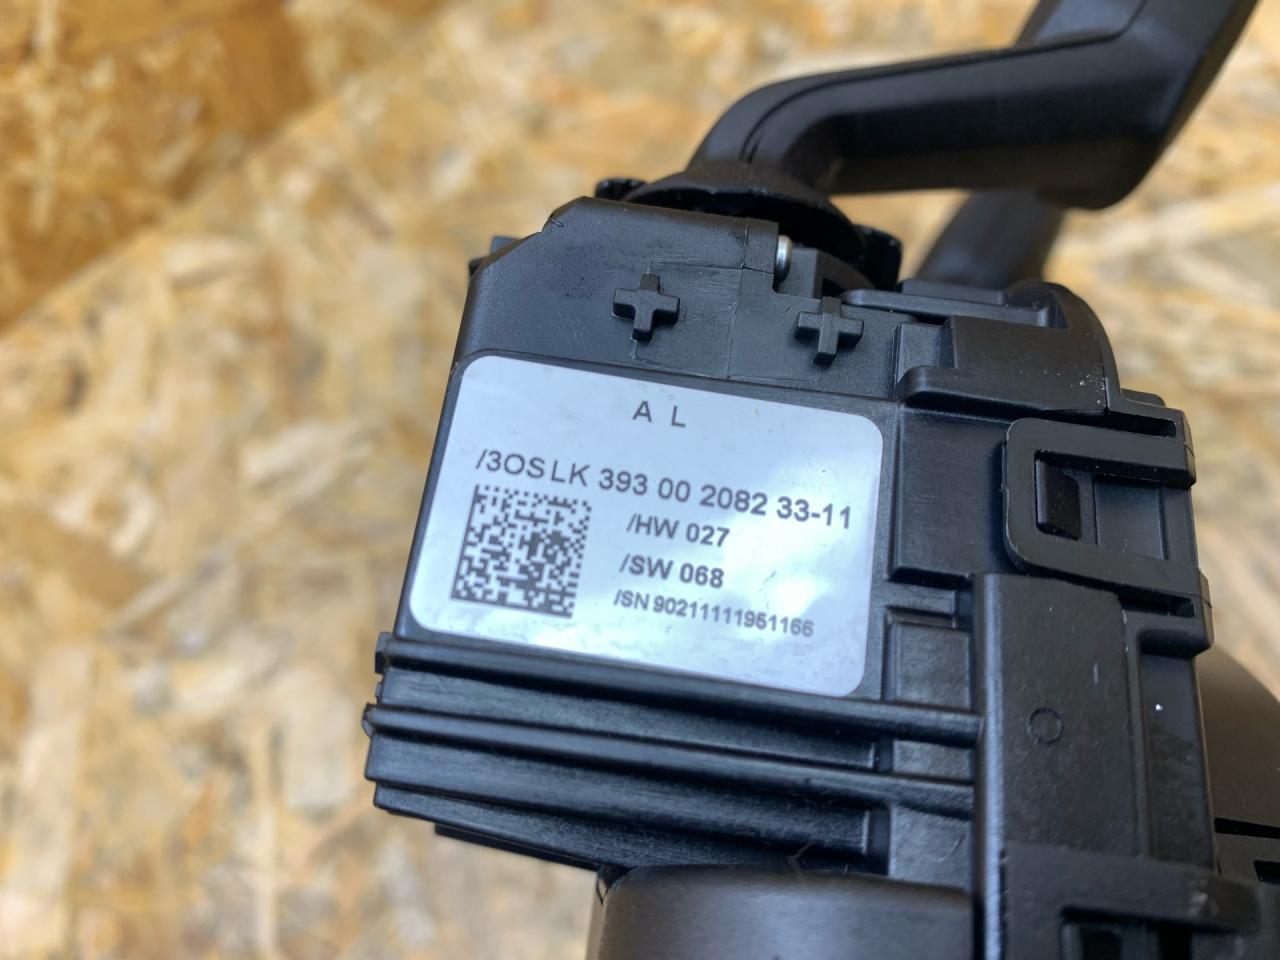 A L
/3OSLK 393 00 2082 33-11
/HW 027
/SW 068
/SN 90211111951166